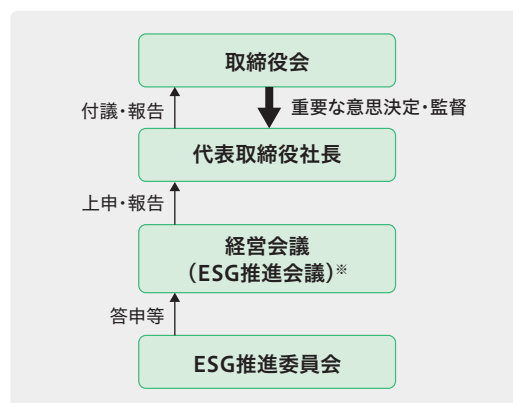 取締役会
付議・報告
重要な意思決定・監督
代表取締役社長
上申・報告
経営会議
（ESG推進会議）※
答申等
ESG推進委員会